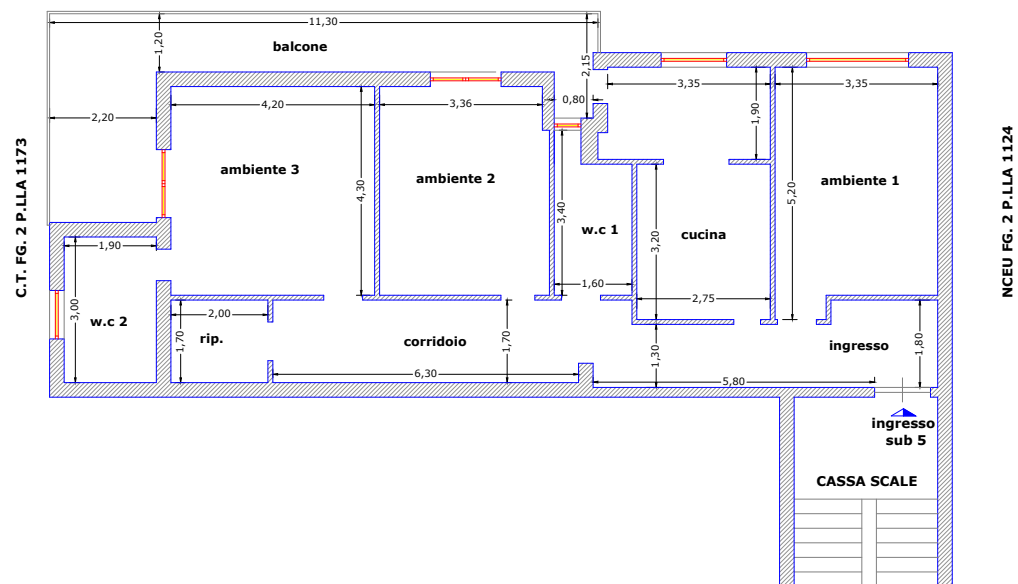 11,30
balcone
1,20
2,15
0,80
2,20
4,20
3,36
3,35
3,35
1,90
C.T. FG. 2 P.LLA 1173
NCEU FG. 2 P.LLA 1124
ambiente 3
ambiente 2
ambiente 1
4,30
3,40
5,20
w.c 1
cucina
3,20
1,90
3,00
1,60
2,75
w.c 2
2,00
1,70
rip.
corridoio
1,70
6,30
1,30
ingresso
1,80
5,80
ingresso
sub 5
CASSA SCALE